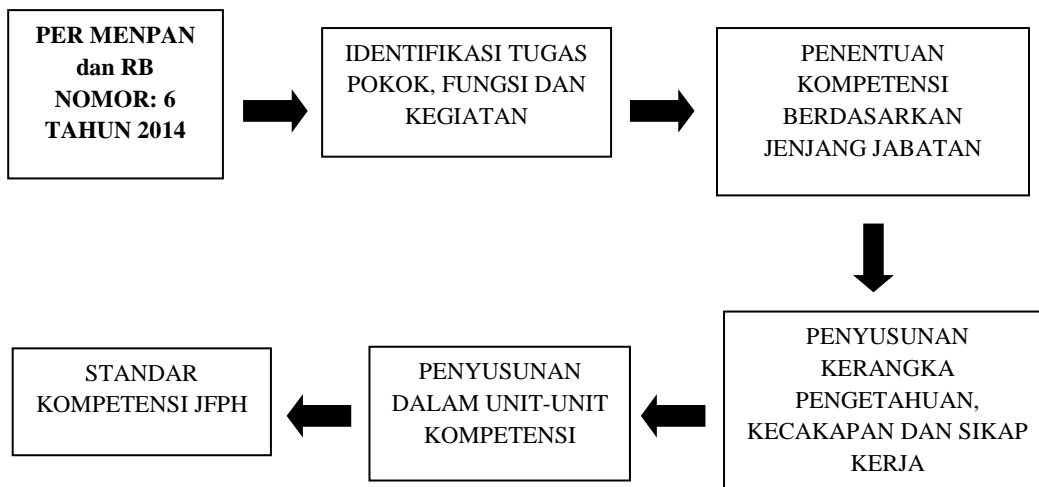 PER MENPAN
dan RB
NOMOR: 6
TAHUN 2014
IDENTIFIKASI TUGAS
POKOK, FUNGSI DAN
KEGIATAN
PENENTUAN
KOMPETENSI
BERDASARKAN
JENJANG JABATAN
PENYUSUNAN
KERANGKA
PENGETAHUAN,
KECAKAPAN DAN SIKAP
KERJA
PENYUSUNAN
DALAM UNIT-UNIT
KOMPETENSI
STANDAR
KOMPETENSI JFPH